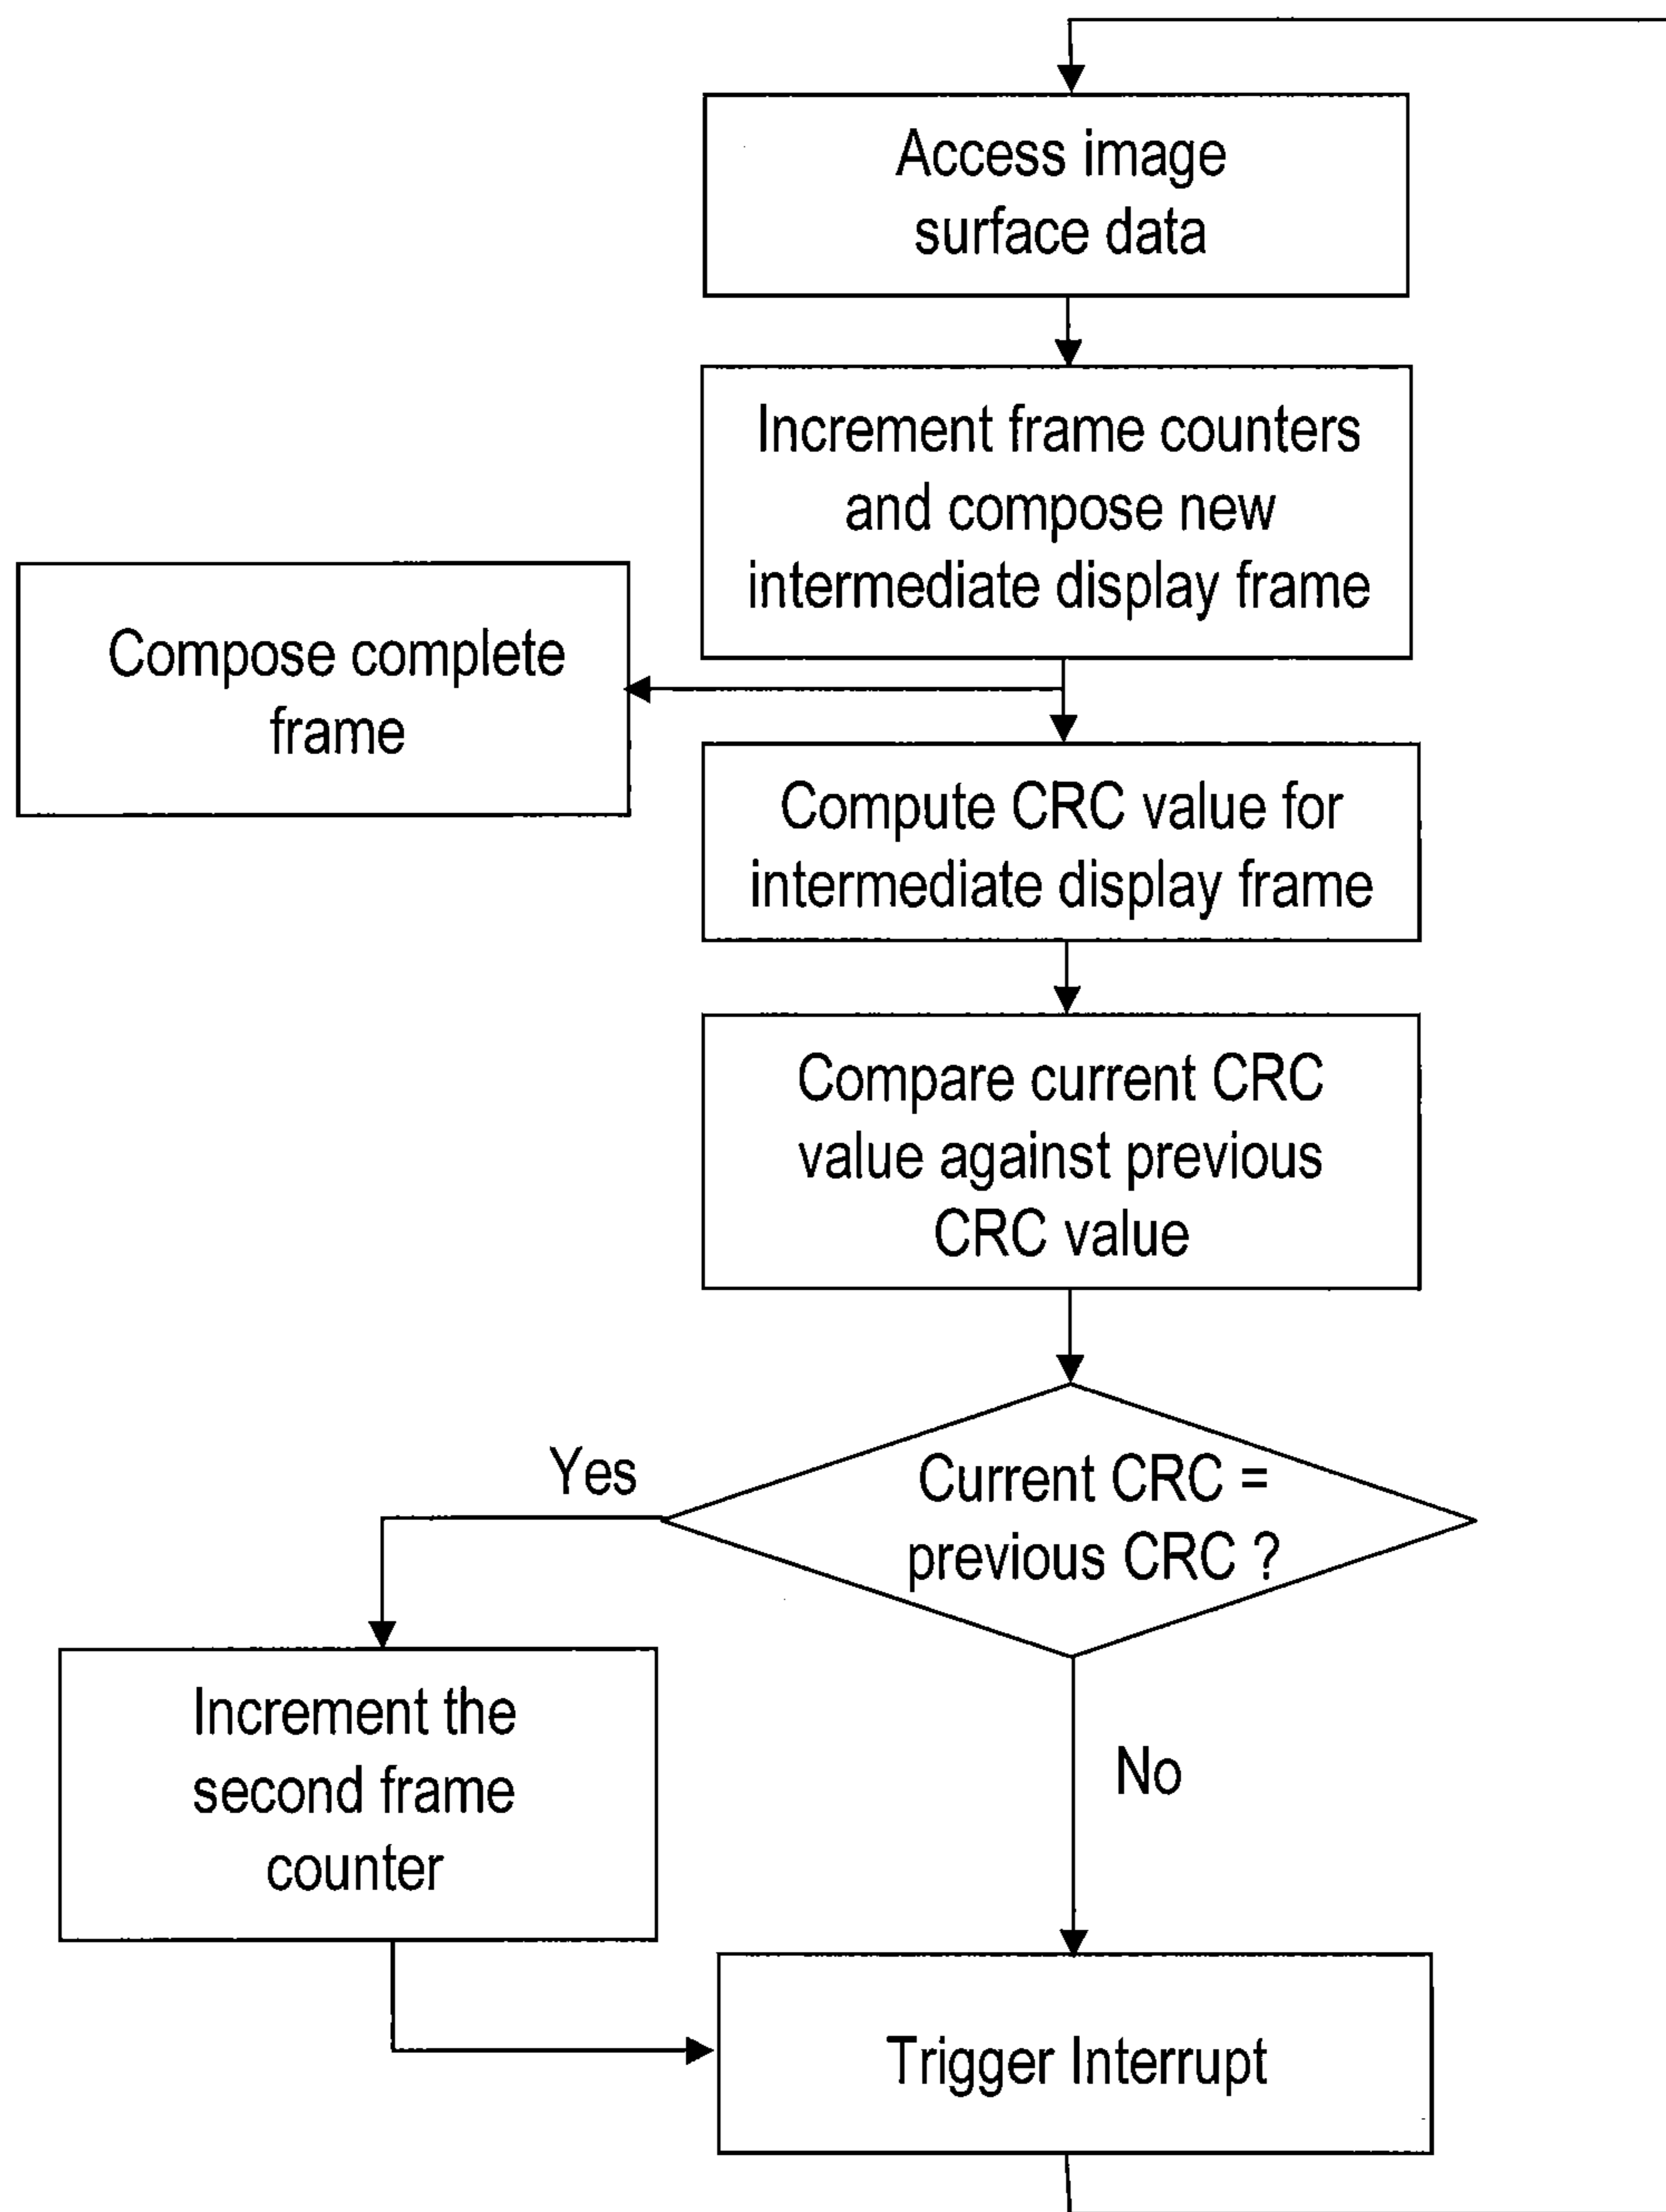 Access image
surface data
Increment frame counters
and compose new
intermediate display frame
Compose complete
frame
Compute CRC value for
intermediate display frame
Compare current CRC
value against previous
CRC value
Yes
Current CRC =
previous CRC ?
Increment the
second frame
counter
No
Trigger Interrupt